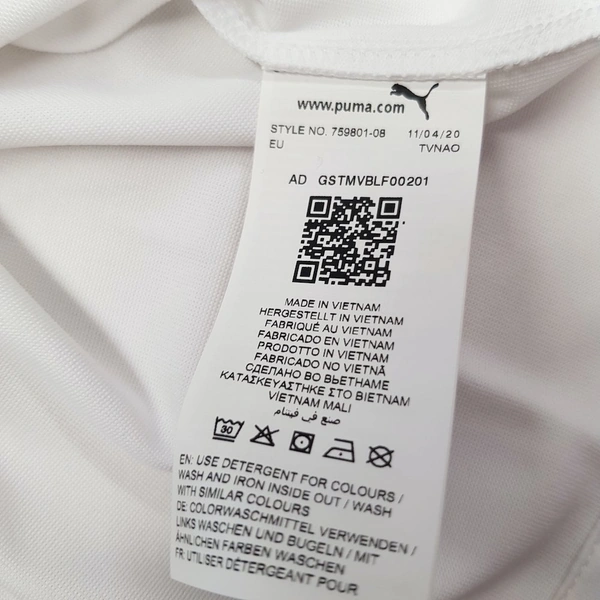 www.puma.com
STYLE NO. 759801-08 11/04/20
EU TVNAO
AD GSTMVBLF00201
MADE IN VIETNAM
HERGESTELLT IN VIETNAM
FABRIQUÉ AU VIETNAM
FABRICADO EN VIETNAM
PRODOTTO IN VIETNAM
FABRICADO NO VIETNÃ
СДЕЛАНО ВО ВЬЕТНАМЕ
ΚΑΤΑΣΚΕΥΑΣΤΗΚΕ ΣΤΟ ΒΙΕΤΝΑΜ
VİETNAM MALI
صنع في فيتنام
30
EN: USE DETERGENT FOR COLOURS /
WASH AND IRON INSIDE OUT / WASH
WITH SIMILAR COLOURS
DE: COLORWASCHMITTEL VERWENDEN /
LINKS WASCHEN UND BUGELN / MIT
ÄHNLICHEN FARBEN WASCHEN
FR: UTILISER DÉTERGEANT POUR